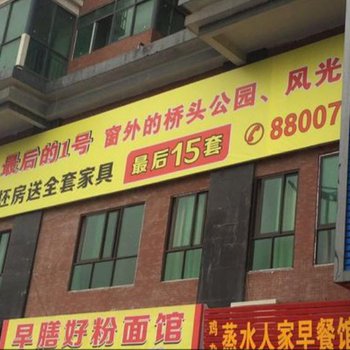 最后的1号 窗外的桥头公园、风光
坯房送全套家具 最后15套 88007
早膳好粉面馆
鸡 蒸水人家早餐馆